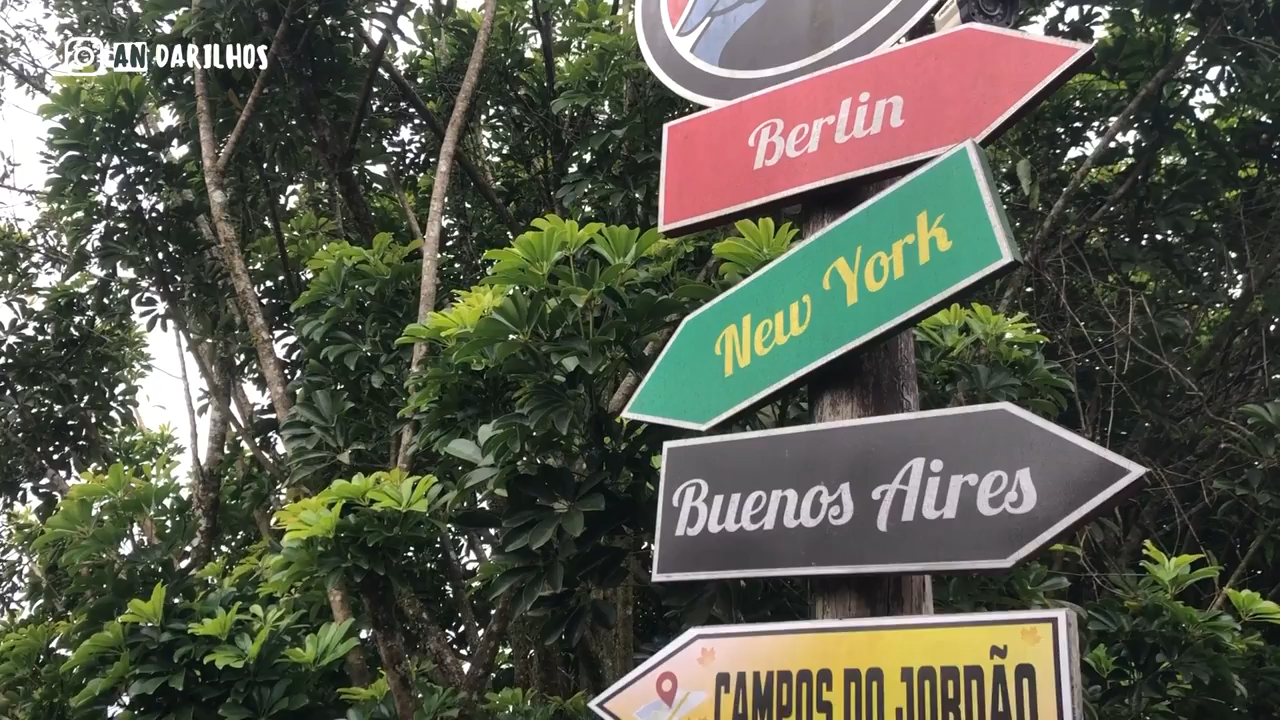 AN DARILHOS
Berlin
New York
Buenos Aires
CAMPOS DO JORDÃO